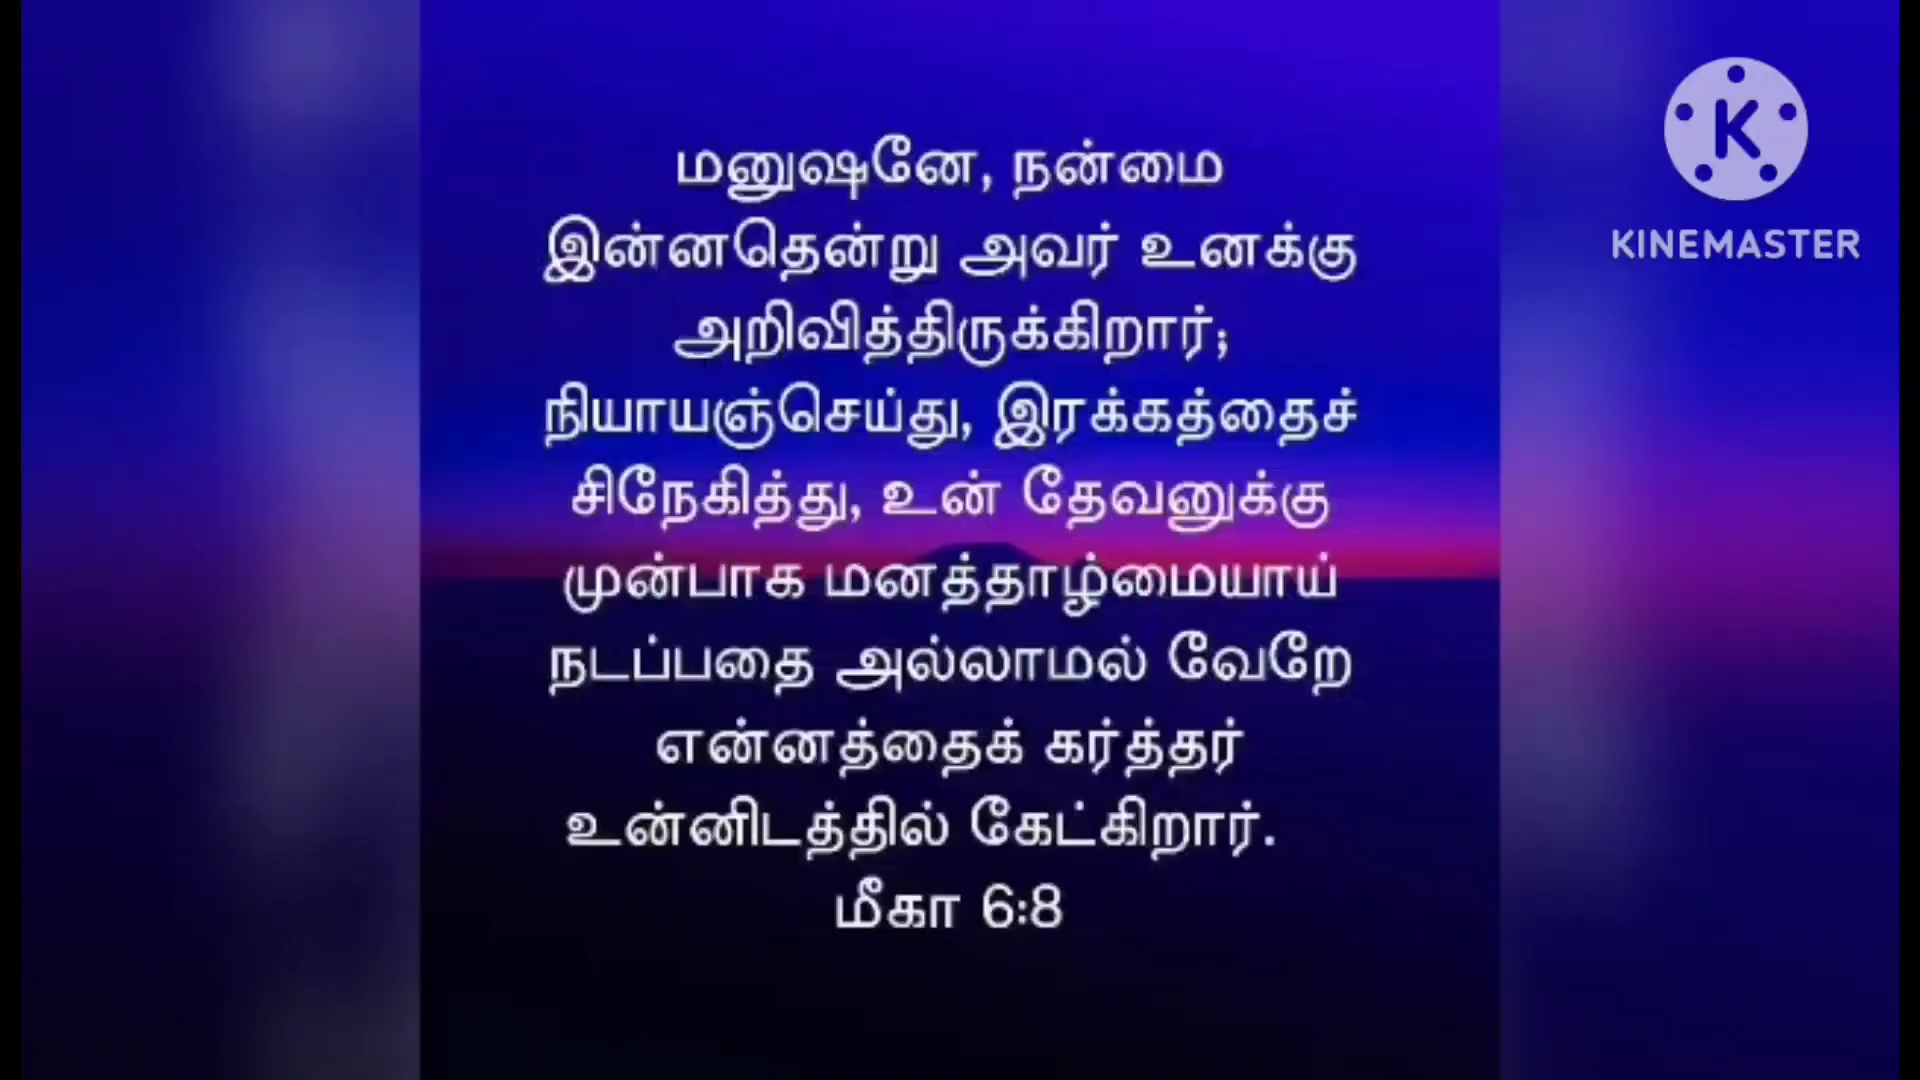 மனுஷனே, நன்மை
இன்னதென்று அவர் உனக்கு
அறிவித்திருக்கிறார்;
நியாயஞ்செய்து, இரக்கத்தைச்
சிநேகித்து, உன் தேவனுக்கு
முன்பாக மனத்தாழ்மையாய்
நடப்பதை அல்லாமல் வேறே
என்னத்தைக் கர்த்தர்
உன்னிடத்தில் கேட்கிறார்.
மீகா 6:8
K
KINEMASTER